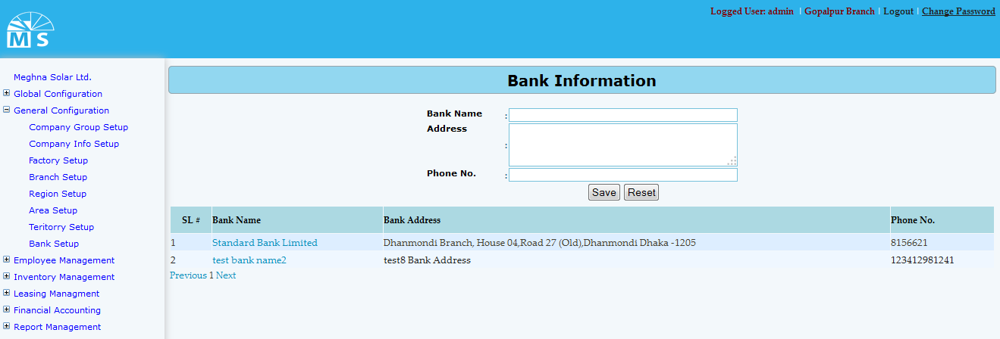 Logged User: admin | Gopalpur Branch | Logout | Change Password
M S
Meghna Solar Ltd.
Global Configuration
General Configuration
Company Group Setup
Company Info Setup
Factory Setup
Branch Setup
Region Setup
Area Setup
Teritorry Setup
Bank Setup
Employee Management
Inventory Management
Leasing Managment
Financial Accounting
Report Management
Bank Information
Bank Name :
Address :
Phone No. :
Save Reset
SL # Bank Name Bank Address Phone No.
1 Standard Bank Limited Dhanmondi Branch, House 04,Road 27 (Old),Dhanmondi Dhaka -1205 8156621
2 test bank name2 test8 Bank Address 123412981241
Previous 1 Next